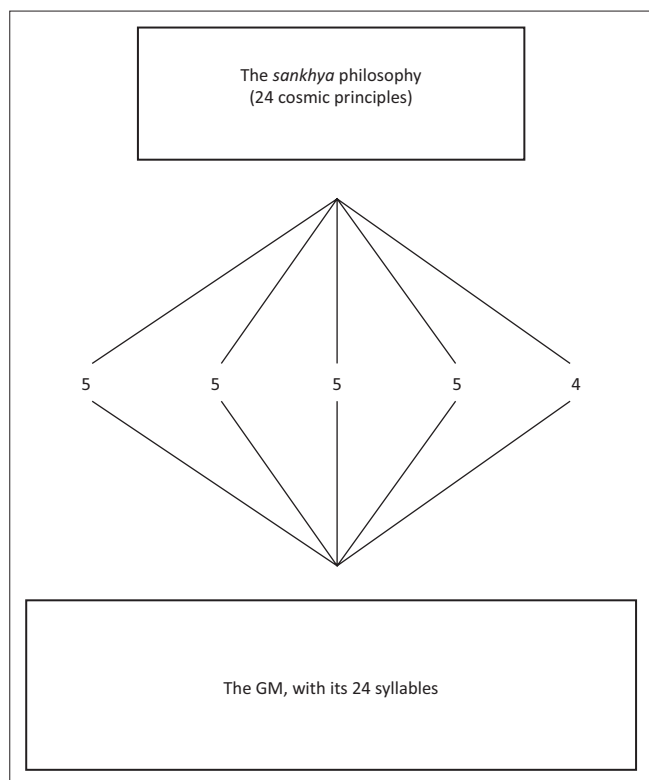 The sankhya philosophy
(24 cosmic principles)
5 5 5 5 4
The GM, with its 24 syllables